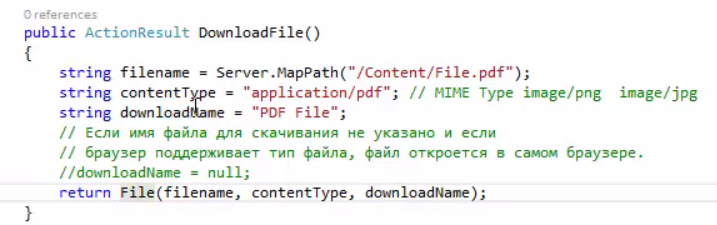 0 references
public ActionResult DownloadFile()
{
string filename = Server.MapPath("/Content/File.pdf");
string contentType = "application/pdf"; // MIME Type image/png  image/jpg
string downloadName = "PDF File";
// Если имя файла для скачивания не указано и если
// браузер поддерживает тип файла, файл откроется в самом браузере.
//downloadName = null;
return File(filename, contentType, downloadName);
}